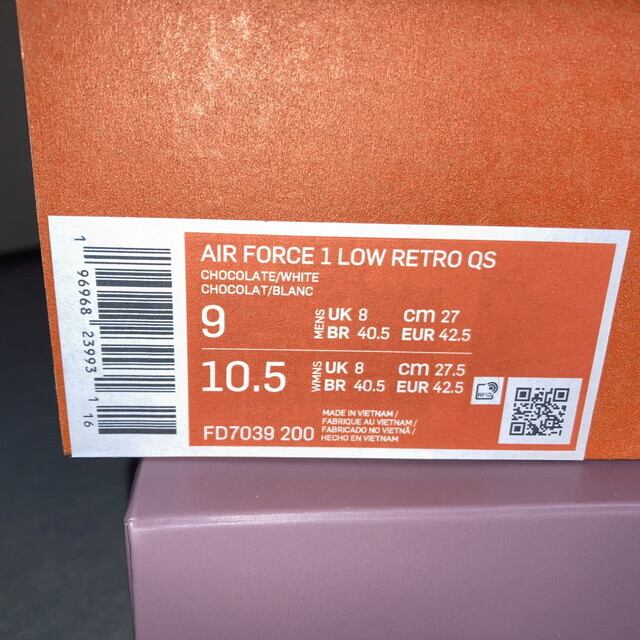 1 96968 23993 1 16
AIR FORCE 1 LOW RETRO QS
CHOCOLATE/WHITE
CHOCOLAT/BLANC
9 MENS UK 8 cm 27
BR 40.5 EUR 42.5
10.5 WMNS UK 8 cm 27.5
BR 40.5 EUR 42.5
RFID
FD7039 200
MADE IN VIETNAM /
FABRIQUE AU VIETNAM /
FABRICADO NO VIETNÃ /
HECHO EN VIETNAM